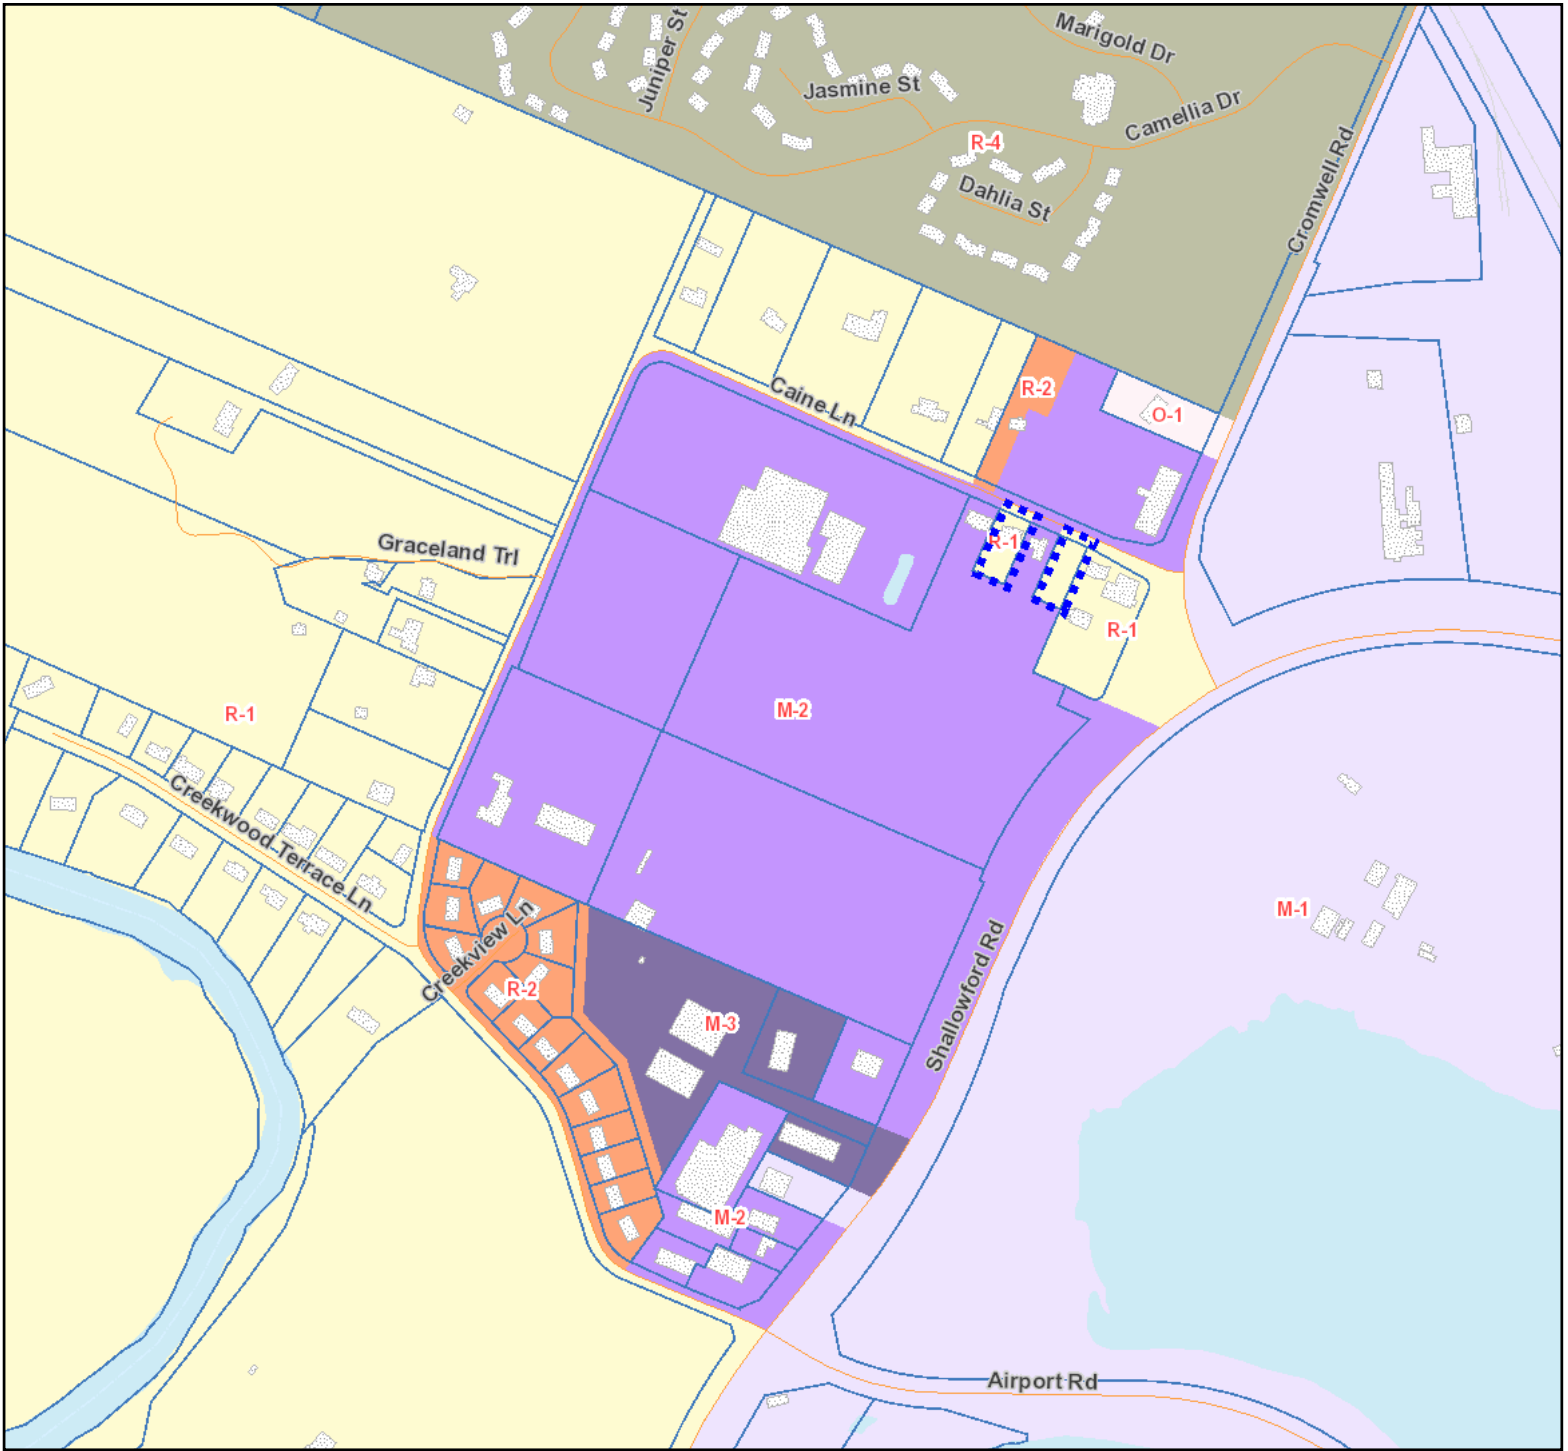 Marigold Dr
Juniper St
Jasmine St
Camellia Dr
R-4
Cromwell Rd
Dahlia St
R-2
Caine Ln
O-1
Graceland Trl
R-1
R-1
R-1
M-2
Creekwood Terrace Ln
M-1
Creekview Ln
R-2
Shallowford Rd
M-3
M-2
Airport Rd